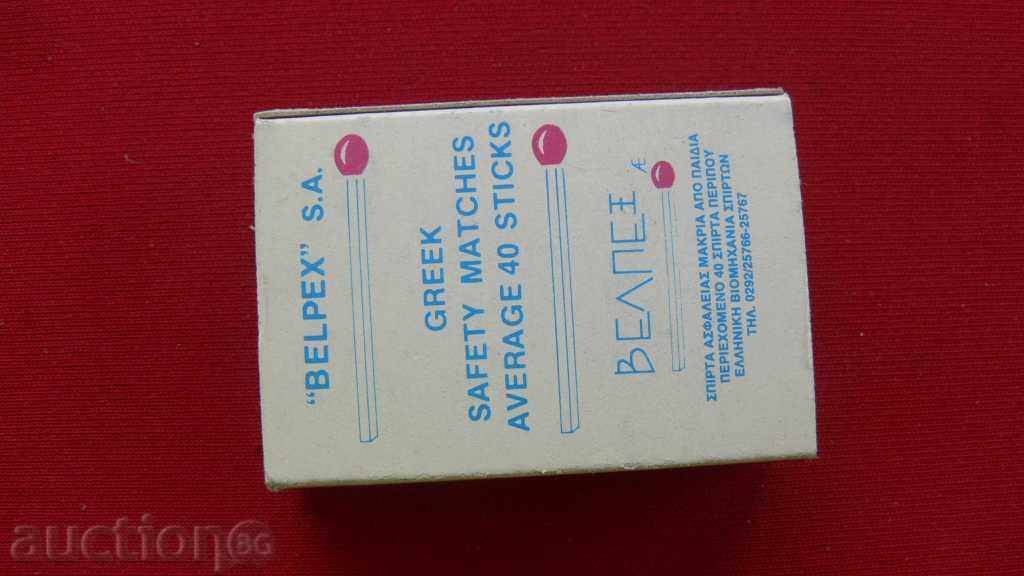 “BELPEX” S.A.
GREEK
SAFETY MATCHES
AVERAGE 40 STICKS
ΒΕΛΠΕΞ ΑΕ
ΣΠΙΡΤΑ ΑΣΦΑΛΕΙΑΣ ΜΑΚΡΙΑ ΑΠΟ ΠΑΙΔΙΑ
ΠΕΡΙΕΧΟΜΕΝΟ 40 ΣΠΙΡΤΑ ΠΕΡΙΠΟΥ
ΕΛΛΗΝΙΚΗ ΒΙΟΜΗΧΑΝΙΑ ΣΠΙΡΤΩΝ
ΤΗΛ. 0292/25766-25767
auction BG